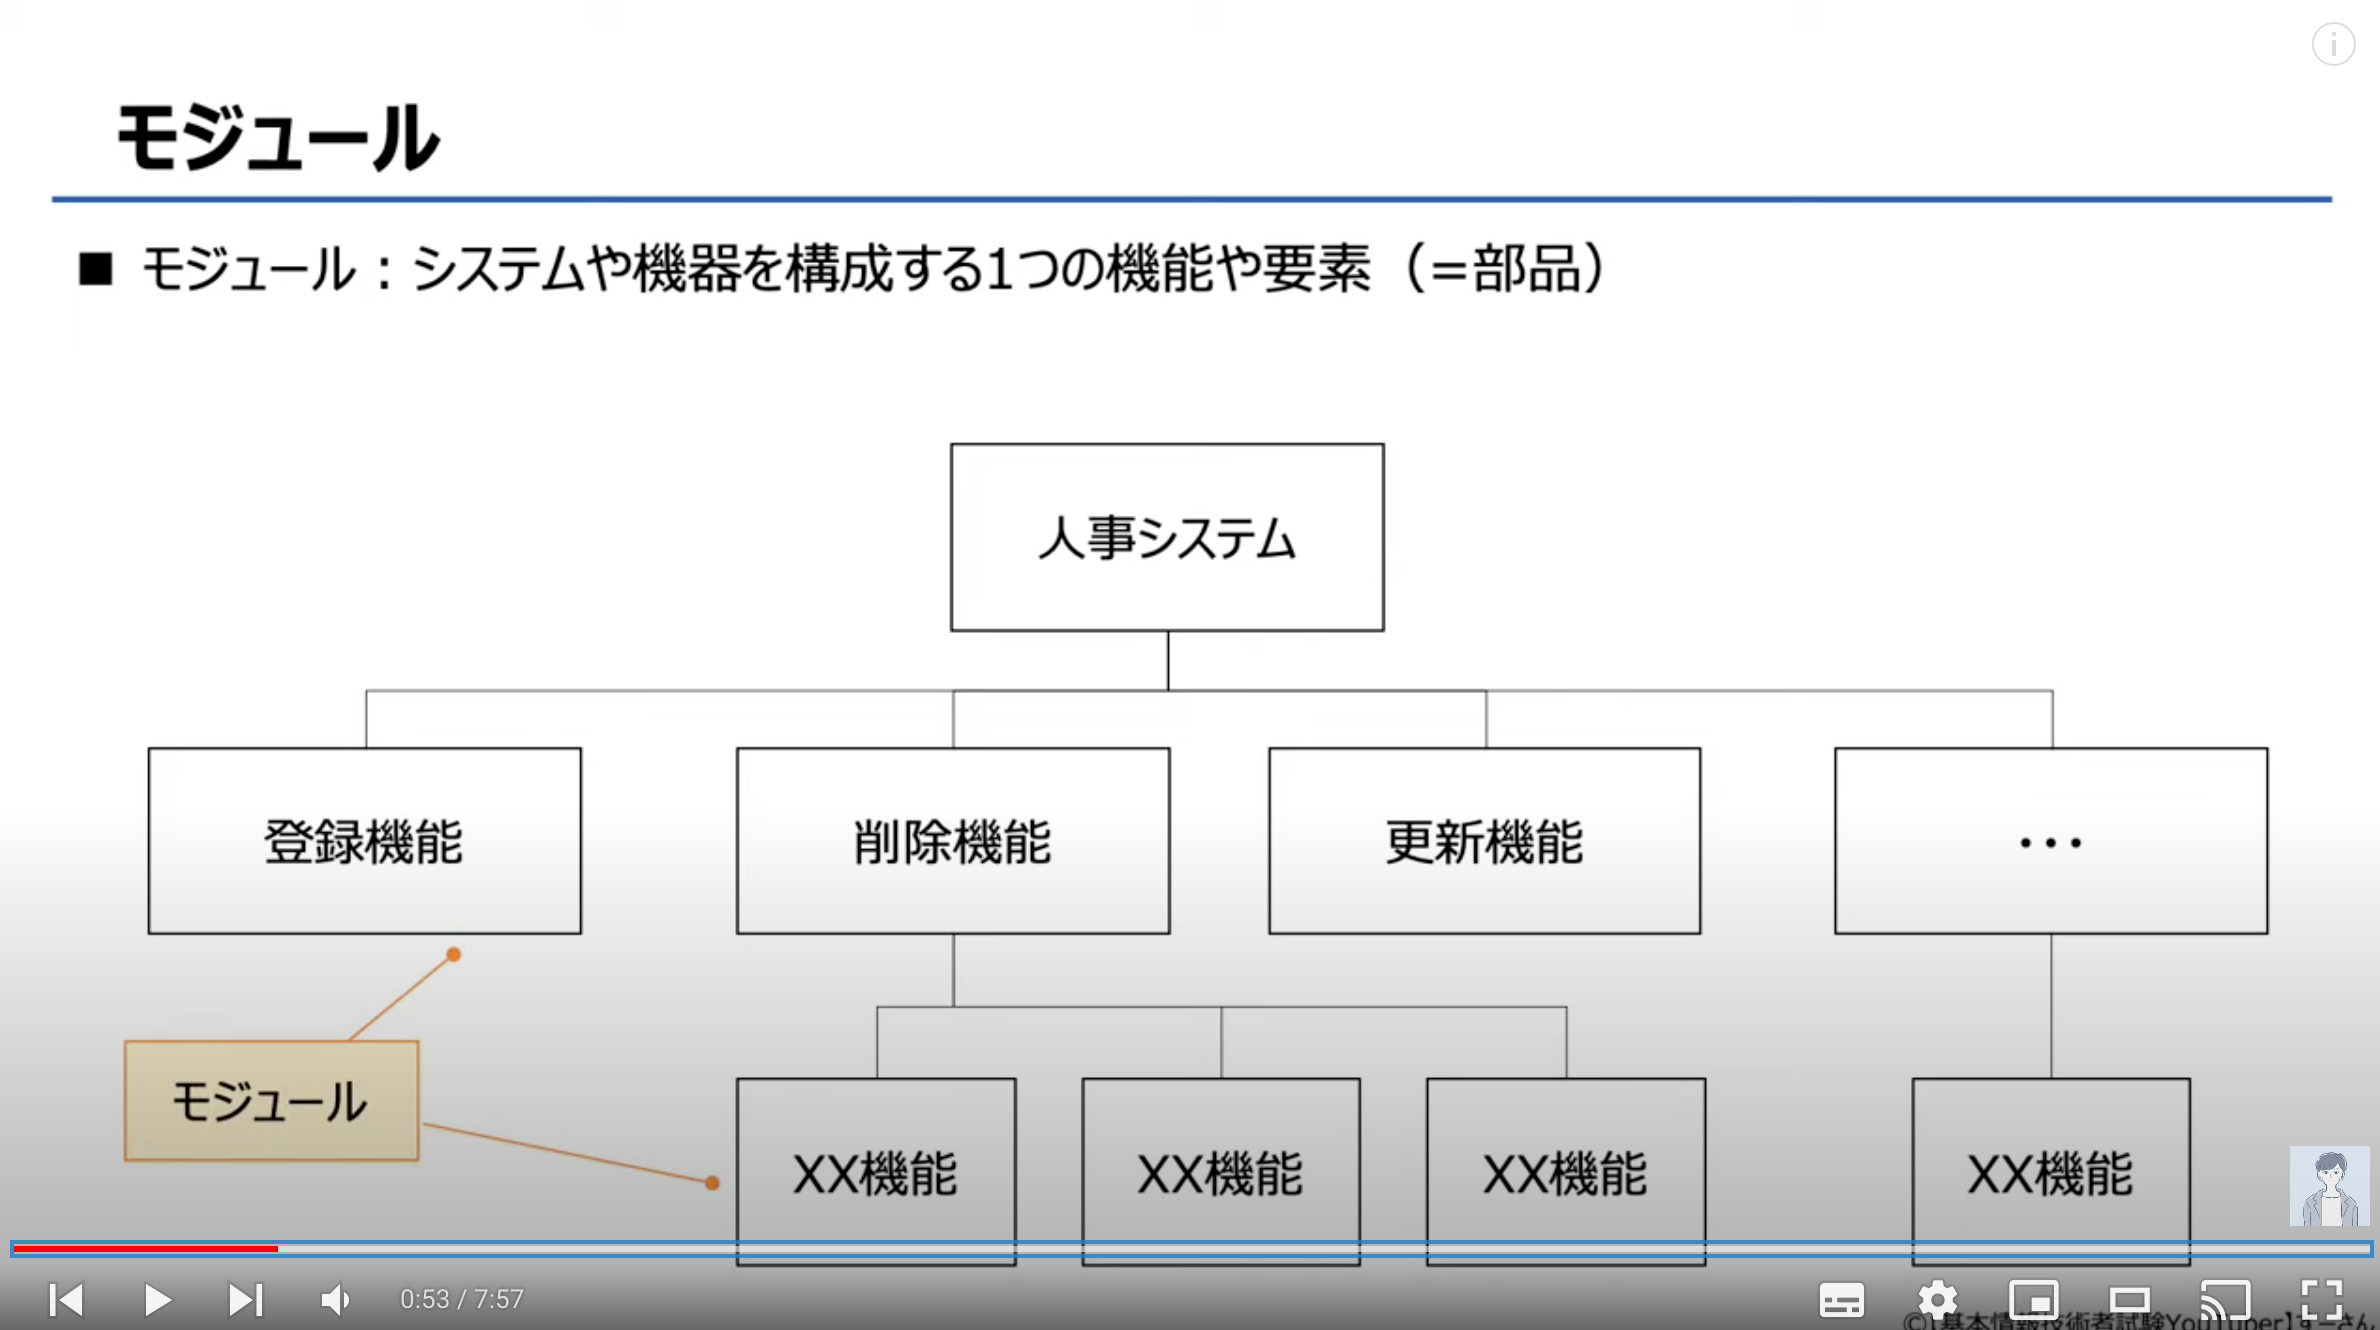 モジュール
■ モジュール：システムや機器を構成する1つの機能や要素（=部品）
人事システム
登録機能
削除機能
更新機能
・・・
モジュール
XX機能
XX機能
XX機能
XX機能
0:53 / 7:57
©【基本情報技術者試験YouTuber】すーさん